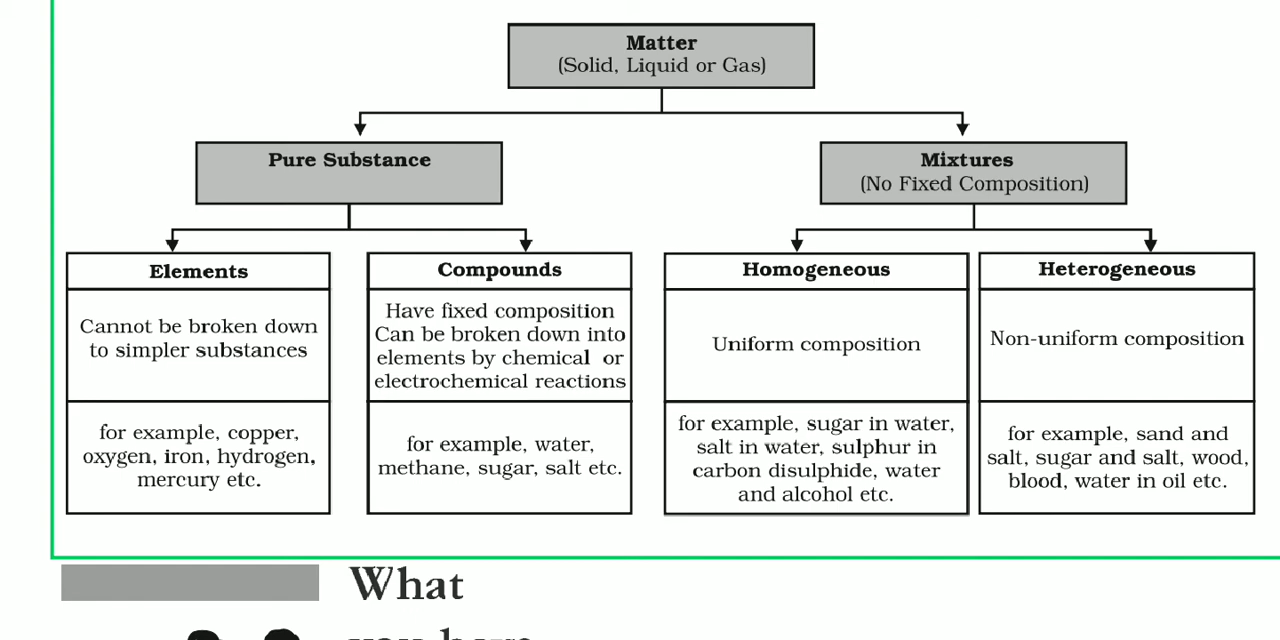 Matter
(Solid, Liquid or Gas)
Pure Substance
Mixtures
(No Fixed Composition)
Elements
Cannot be broken down
to simpler substances
for example, copper,
oxygen, iron, hydrogen,
mercury etc.
Compounds
Have fixed composition
Can be broken down into
elements by chemical or
electrochemical reactions
for example, water,
methane, sugar, salt etc.
Homogeneous
Uniform composition
for example, sugar in water,
salt in water, sulphur in
carbon disulphide, water
and alcohol etc.
Heterogeneous
Non-uniform composition
for example, sand and
salt, sugar and salt, wood,
blood, water in oil etc.
What
you have